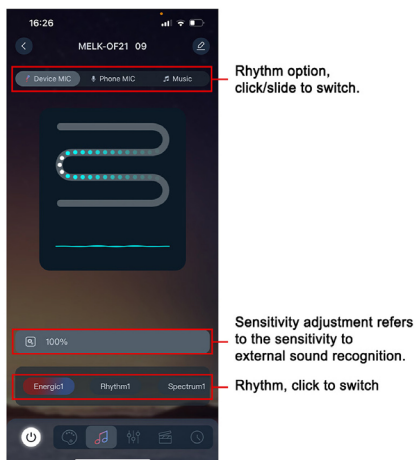 16:26
MELK-OF21 09
Device MIC Phone MIC Music
Rhythm option,
click/slide to switch.
Sensitivity adjustment refers
to the sensitivity to
external sound recognition.
100%
Energic1 Rhythm1 Spectrum1
Rhythm, click to switch